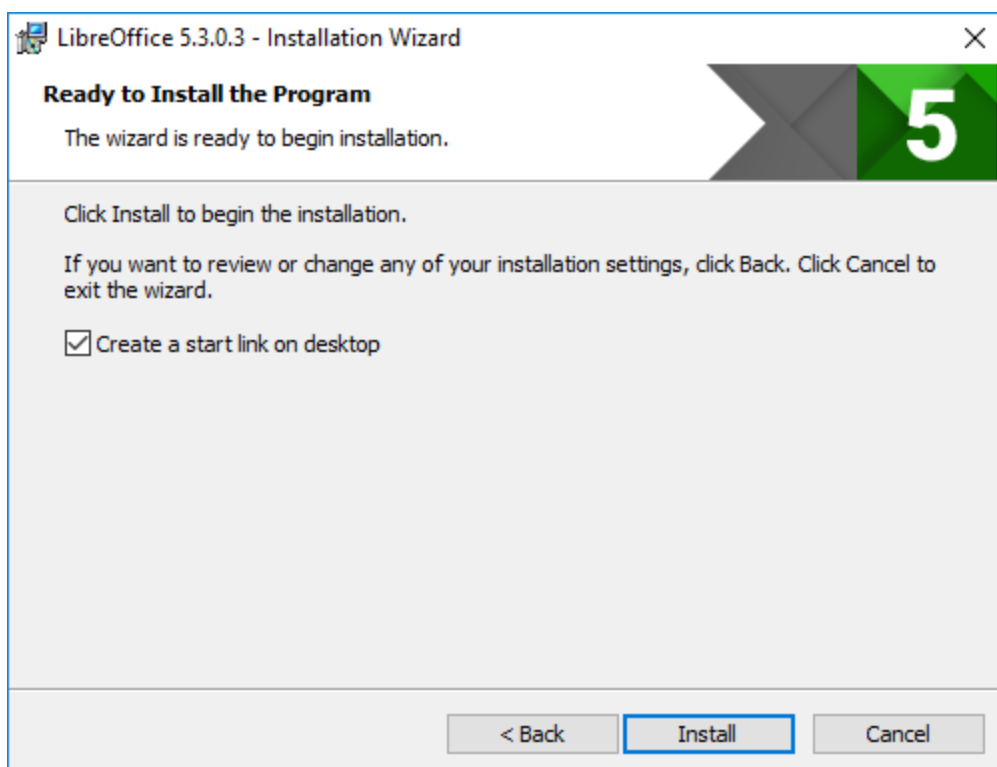 LibreOffice 5.3.0.3 - Installation Wizard
Ready to Install the Program
The wizard is ready to begin installation.
5
Click Install to begin the installation.
If you want to review or change any of your installation settings, click Back. Click Cancel to
exit the wizard.
Create a start link on desktop
< Back
Install
Cancel